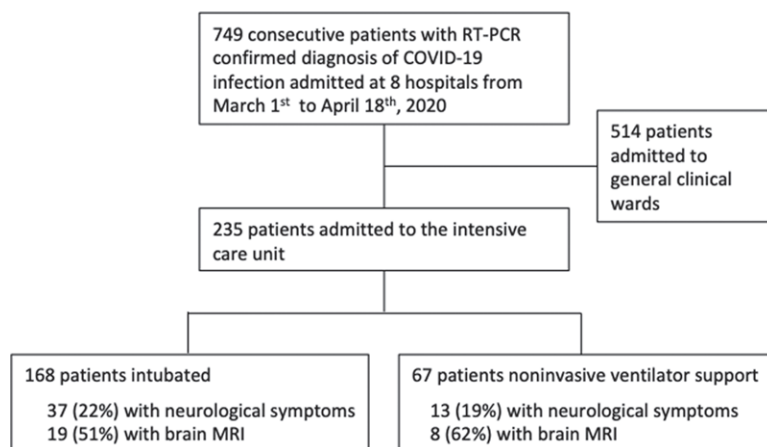 749 consecutive patients with RT-PCR
confirmed diagnosis of COVID-19
infection admitted at 8 hospitals from
March 1st to April 18th, 2020
514 patients
admitted to
general clinical
wards
235 patients admitted to the intensive
care unit
168 patients intubated
37 (22%) with neurological symptoms
19 (51%) with brain MRI
67 patients noninvasive ventilator support
13 (19%) with neurological symptoms
8 (62%) with brain MRI